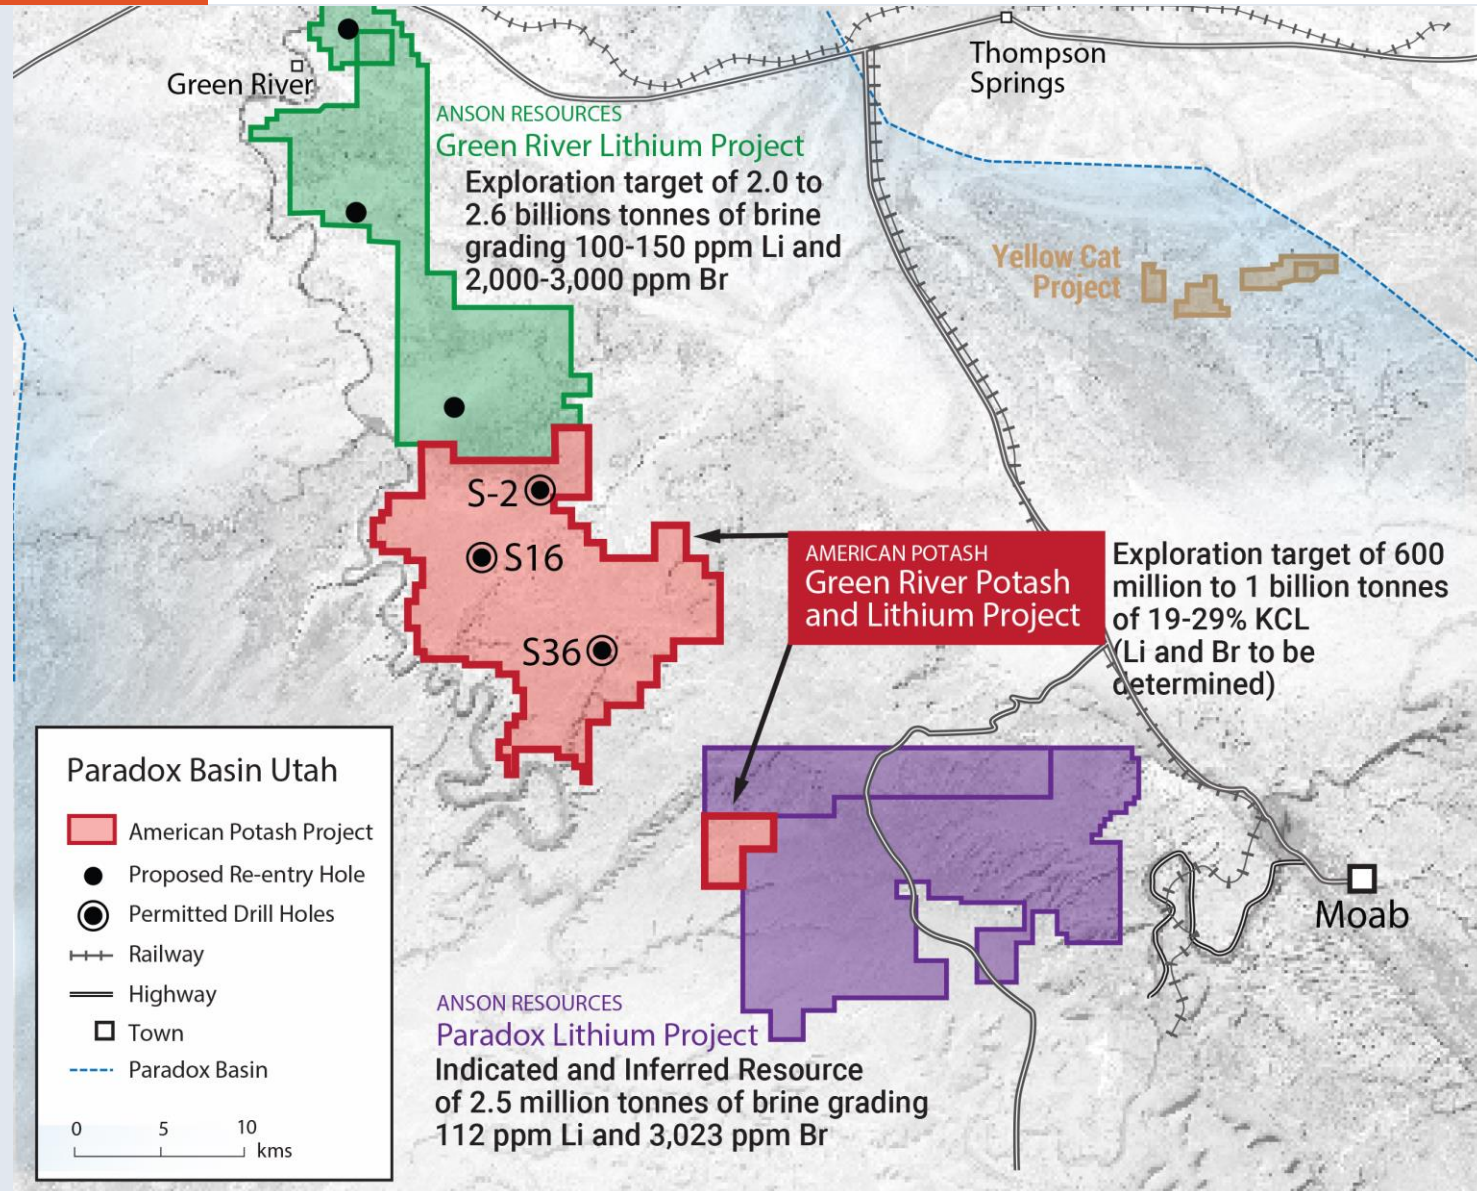 Thompson
Springs
Green River
ANSON RESOURCES
Green River Lithium Project
Exploration target of 2.0 to
2.6 billions tonnes of brine
grading 100-150 ppm Li and
2,000-3,000 ppm Br
Yellow Cat
Project
S-2
S16
S36
AMERICAN POTASH
Green River Potash
and Lithium Project
Exploration target of 600
million to 1 billion tonnes
of 19-29% KCL
(Li and Br to be
determined)
Moab
ANSON RESOURCES
Paradox Lithium Project
Indicated and Inferred Resource
of 2.5 million tonnes of brine grading
112 ppm Li and 3,023 ppm Br
Paradox Basin Utah
American Potash Project
Proposed Re-entry Hole
Permitted Drill Holes
Railway
Highway
Town
Paradox Basin
0 5 10
kms